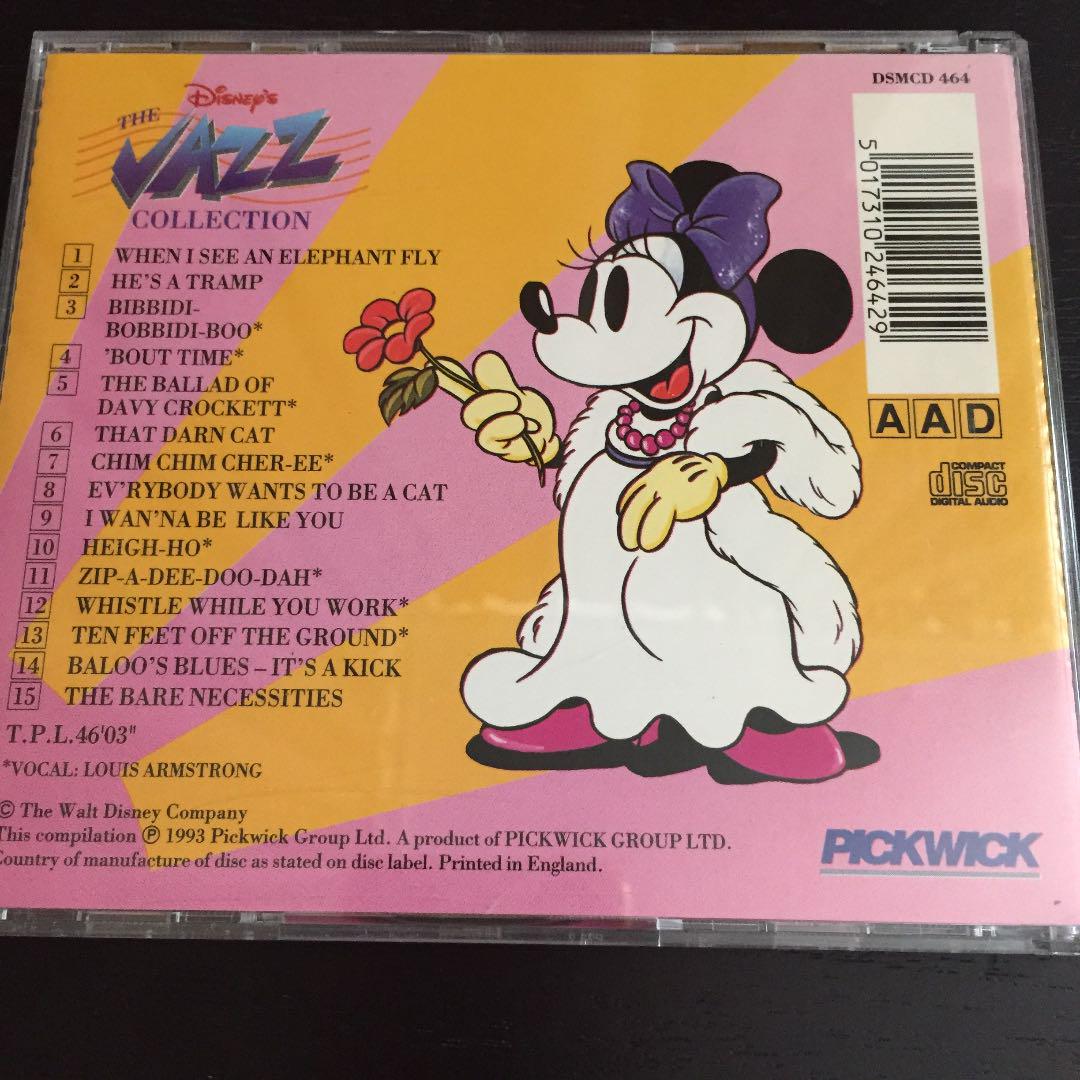 DSMCD 464
Disney's
THE
JAZZ
COLLECTION
1 WHEN I SEE AN ELEPHANT FLY
2 HE'S A TRAMP
3 BIBBIDI-
BOBBIDI-BOO*
4 'BOUT TIME*
5 THE BALLAD OF
DAVY CROCKETT*
6 THAT DARN CAT
7 CHIM CHIM CHER-EE*
8 EV'RYBODY WANTS TO BE A CAT
9 I WAN'NA BE LIKE YOU
10 HEIGH-HO*
11 ZIP-A-DEE-DOO-DAH*
12 WHISTLE WHILE YOU WORK*
13 TEN FEET OFF THE GROUND*
14 BALOO'S BLUES – IT'S A KICK
15 THE BARE NECESSITIES
T.P.L.46'03"
*VOCAL: LOUIS ARMSTRONG
© The Walt Disney Company
This compilation ℗ 1993 Pickwick Group Ltd. A product of PICKWICK GROUP LTD.
Country of manufacture of disc as stated on disc label. Printed in England.
5 017310 246429
AAD
COMPACT
disc
DIGITAL AUDIO
PICKWICK